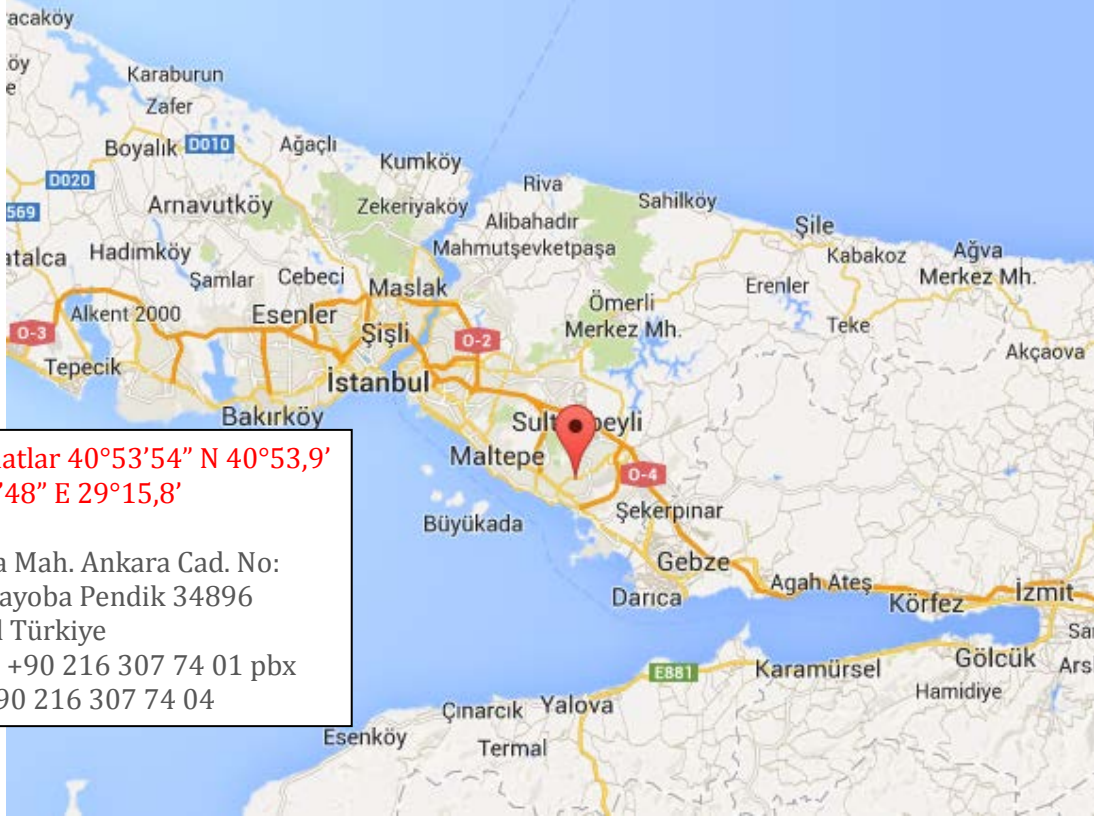 acaköy
öy
Karaburun
e
Zafer
Boyalık D010 Ağaçlı
Kumköy
D020
Riva
569
Arnavutköy
Zekeriyaköy
Sahilköy
Alibahadır
Şile
atalca Hadımköy
Mahmutşevketpaşa
Kabakoz
Ağva
Merkez Mh.
Şamlar Cebeci
Maslak
Erenler
Alkent 2000
Esenler
Ömerli
Merkez Mh.
O-3
Şişli
O-2
Teke
Tepecik
Akçaova
İstanbul
Bakırköy
Maltepe
O-4
atlar 40°53’54” N 40°53,9’
’48” E 29°15,8’
a Mah. Ankara Cad. No:
ayoba Pendik 34896
l Türkiye
+90 216 307 74 01 pbx
90 216 307 74 04
Büyükada
Şekerpınar
Gebze
Darıca
Agah Ateş
Körfez
İzmit
Sa
E881
Karamürsel
Gölcük Ars
Hamidiye
Çınarcık Yalova
Esenköy
Termal